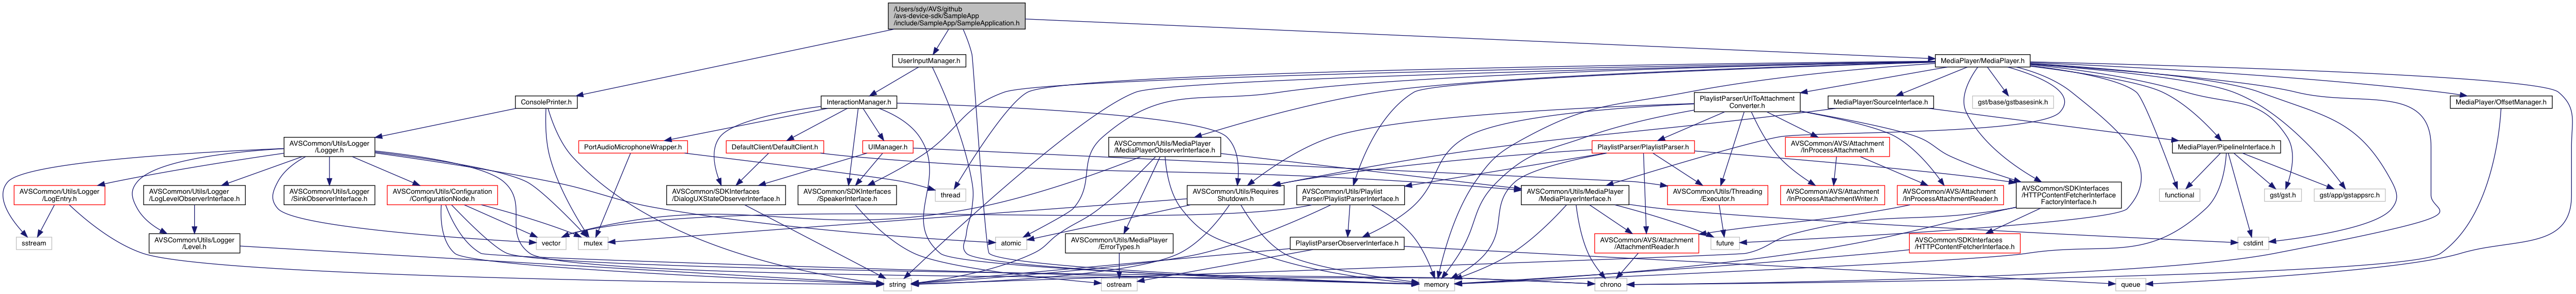 /Users/sdy/AVS/github
/avs-device-sdk/SampleApp
/include/SampleApp/SampleApplication.h
UserInputManager.h
MediaPlayer/MediaPlayer.h
ConsolePrinter.h
InteractionManager.h
PlaylistParser/UrlToAttachment
Converter.h
MediaPlayer/SourceInterface.h
gst/base/gstbasesink.h
MediaPlayer/OffsetManager.h
AVSCommon/Utils/Logger
/Logger.h
PortAudioMicrophoneWrapper.h
DefaultClient/DefaultClient.h
UIManager.h
AVSCommon/Utils/MediaPlayer
/MediaPlayerObserverInterface.h
PlaylistParser/PlaylistParser.h
AVSCommon/AVS/Attachment
/InProcessAttachment.h
MediaPlayer/PipelineInterface.h
AVSCommon/Utils/Logger
/LogEntry.h
AVSCommon/Utils/Logger
/LogLevelObserverInterface.h
AVSCommon/Utils/Logger
/SinkObserverInterface.h
AVSCommon/Utils/Configuration
/ConfigurationNode.h
AVSCommon/SDKInterfaces
/DialogUXStateObserverInterface.h
AVSCommon/SDKInterfaces
/SpeakerInterface.h
thread
AVSCommon/Utils/Requires
Shutdown.h
AVSCommon/Utils/Playlist
Parser/PlaylistParserInterface.h
AVSCommon/Utils/MediaPlayer
/MediaPlayerInterface.h
AVSCommon/Utils/Threading
/Executor.h
AVSCommon/AVS/Attachment
/InProcessAttachmentWriter.h
AVSCommon/AVS/Attachment
/InProcessAttachmentReader.h
AVSCommon/SDKInterfaces
/HTTPContentFetcherInterface
FactoryInterface.h
functional
gst/gst.h
gst/app/gstappsrc.h
sstream
AVSCommon/Utils/Logger
/Level.h
vector
mutex
atomic
AVSCommon/Utils/MediaPlayer
/ErrorTypes.h
PlaylistParserObserverInterface.h
AVSCommon/AVS/Attachment
/AttachmentReader.h
future
AVSCommon/SDKInterfaces
/HTTPContentFetcherInterface.h
cstdint
string
ostream
memory
chrono
queue